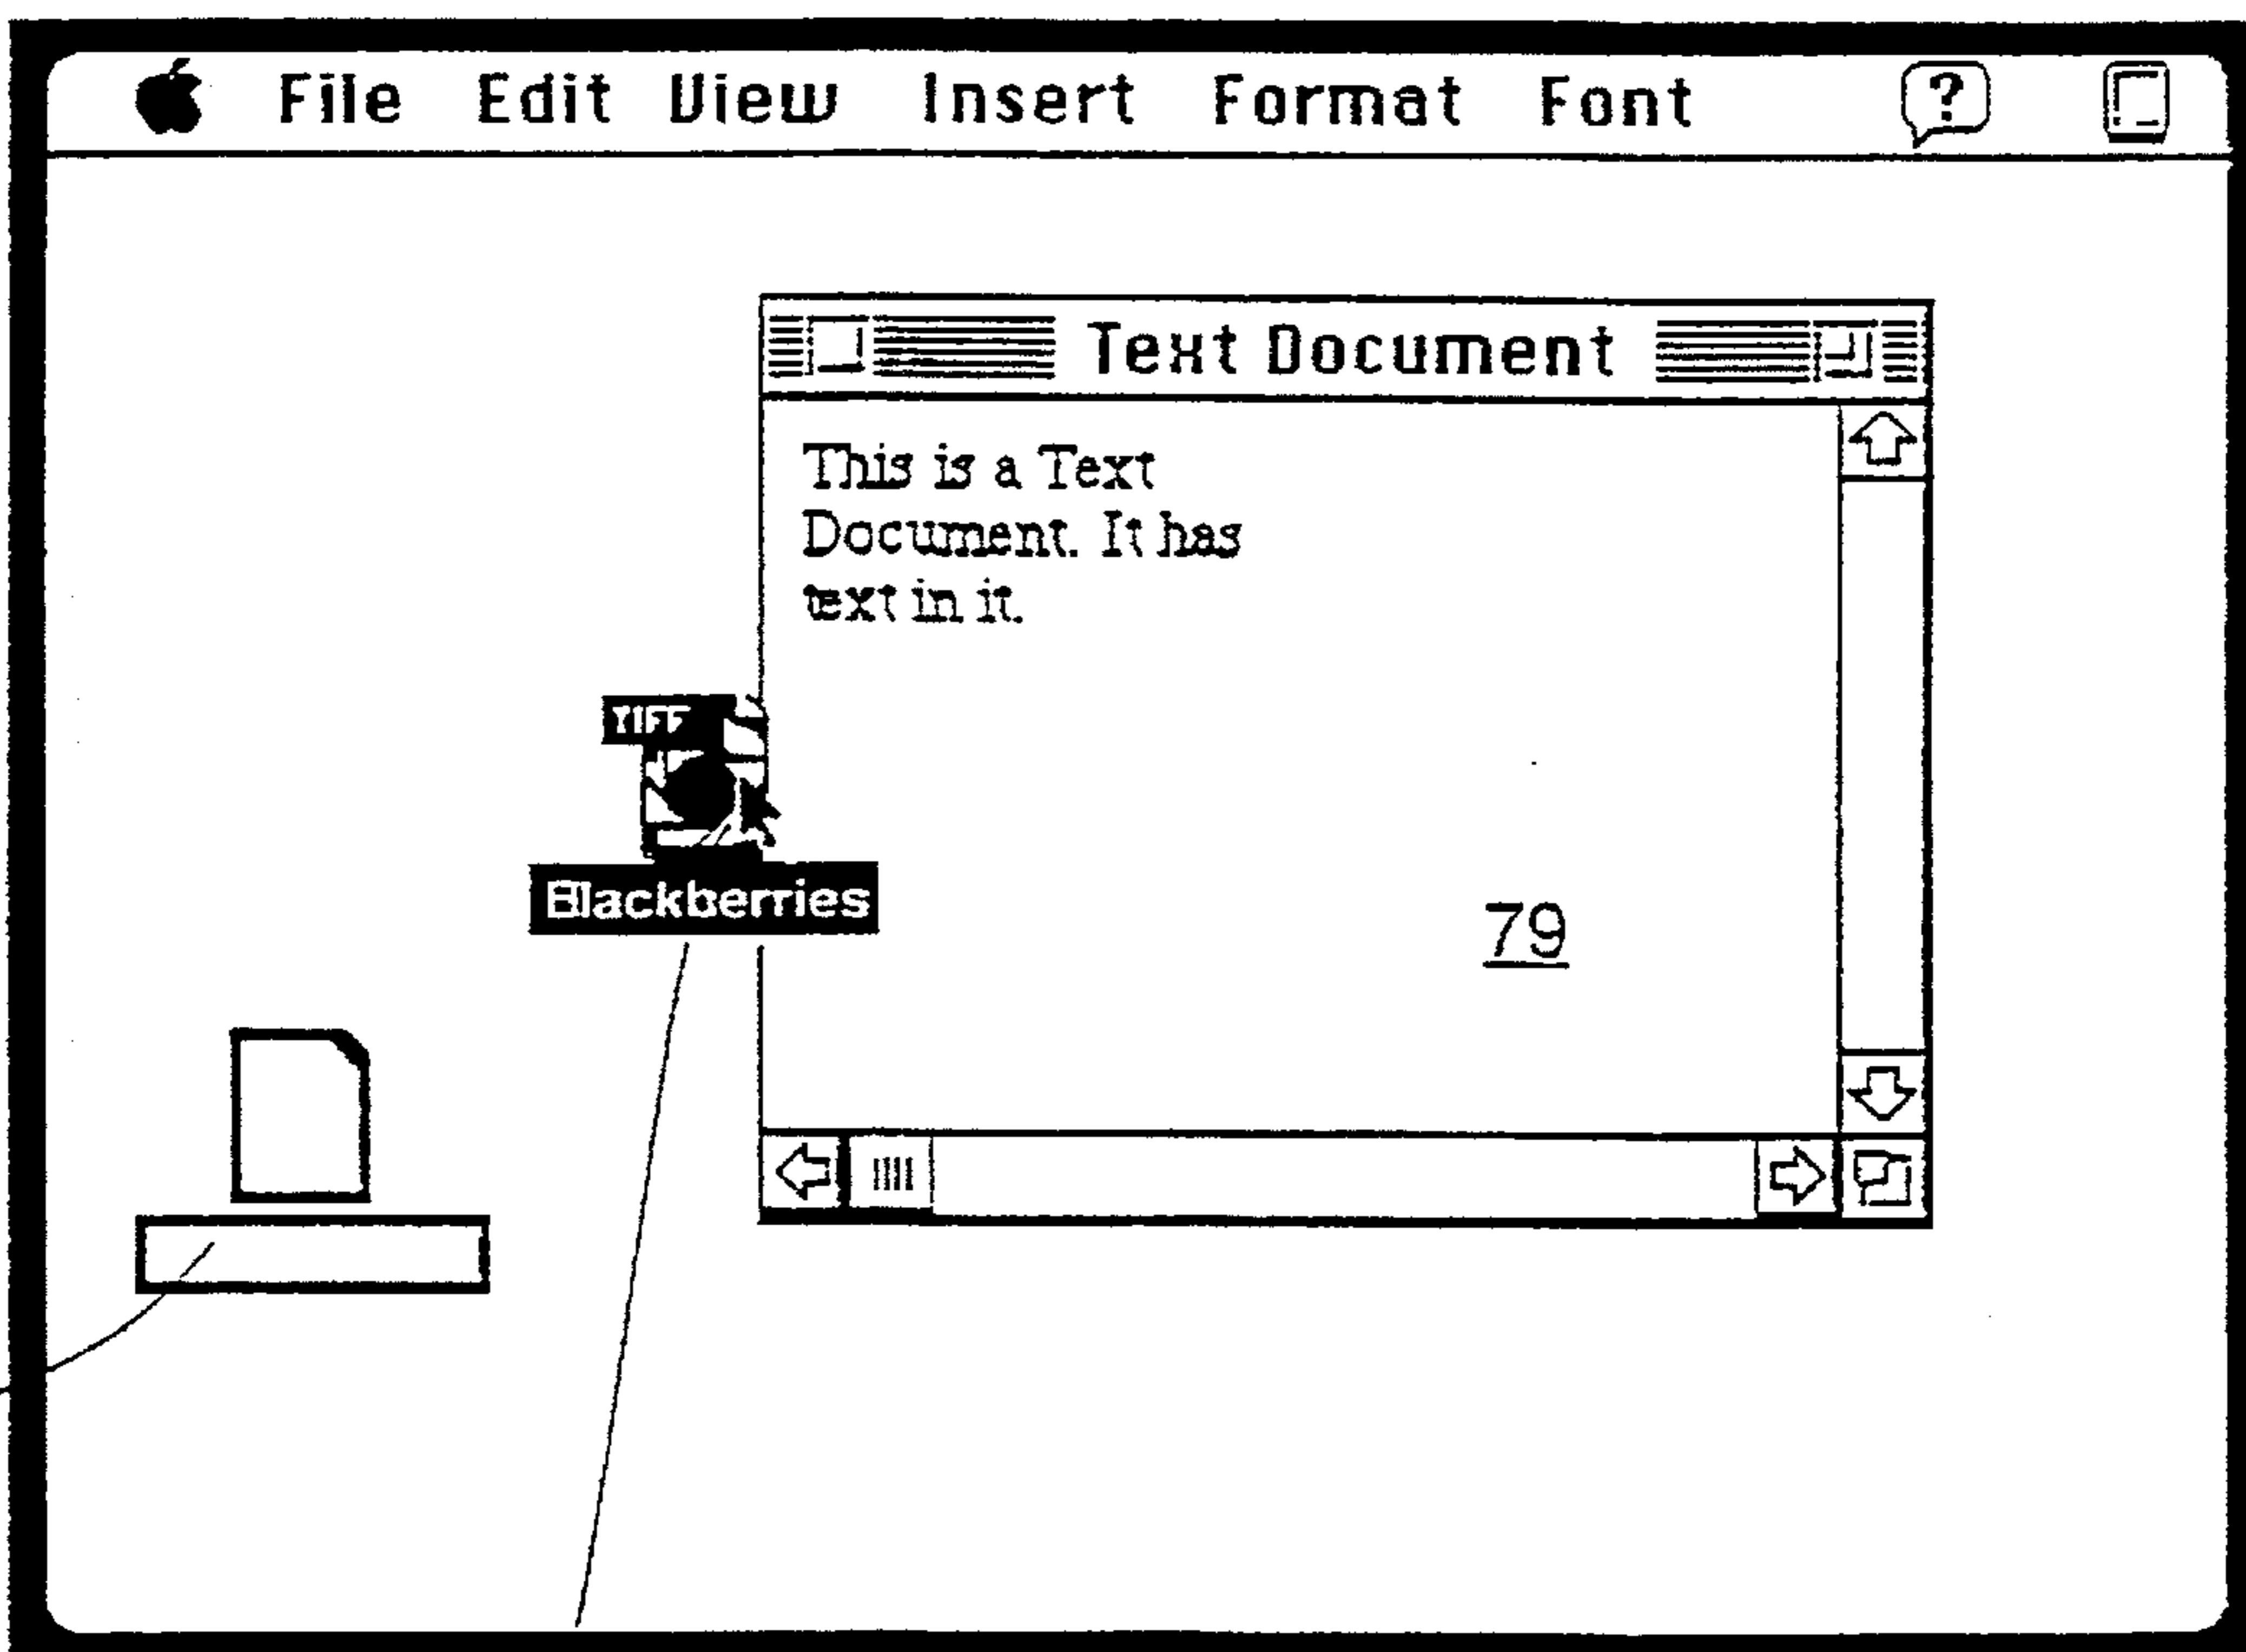 File Edit View Insert Format Font ?
Text Document
This is a Text
Document. It has
text in it.
TIFF
Blackberries
79